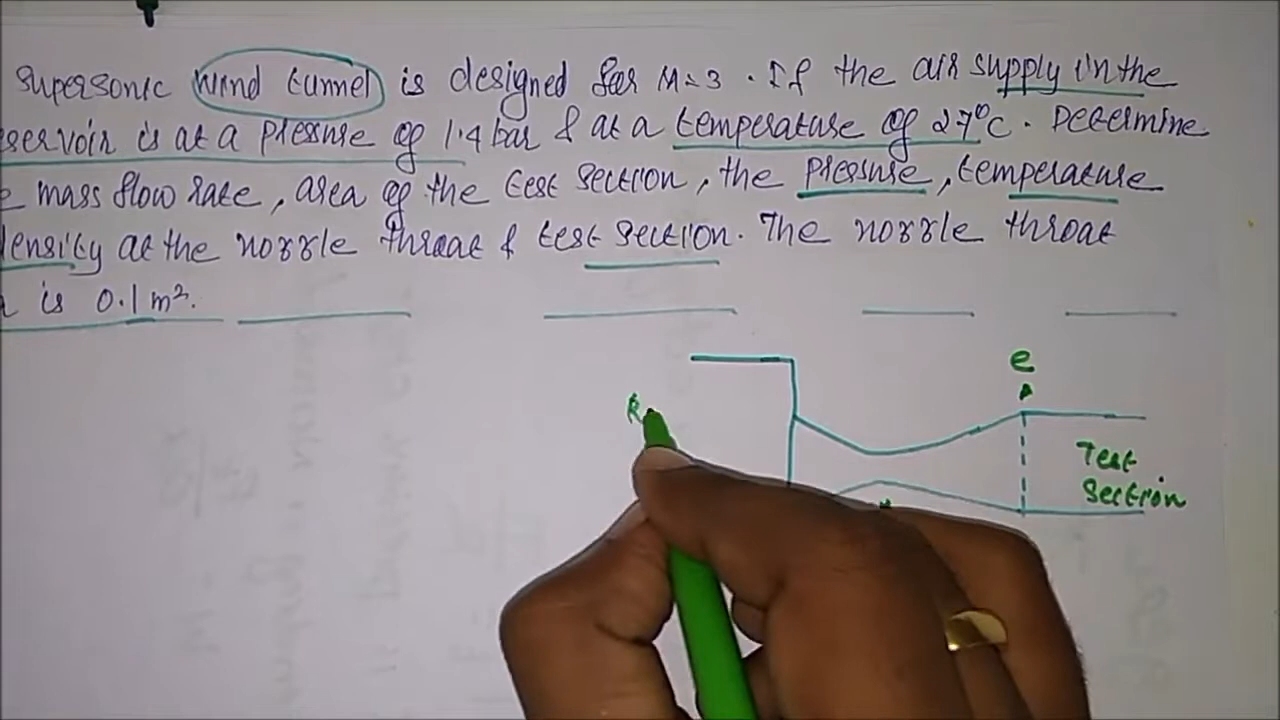 supersonic wind tunnel is designed for M = 3. If the air supply in the
servoir is at a pressure of 1.4 bar & at a temperature of 27°C. Determine
e mass flow rate, area of the test section, the pressure, temperature
density at the nozzle throat & test section. The nozzle throat
is 0.1 m².
e
Test
Section
R
*